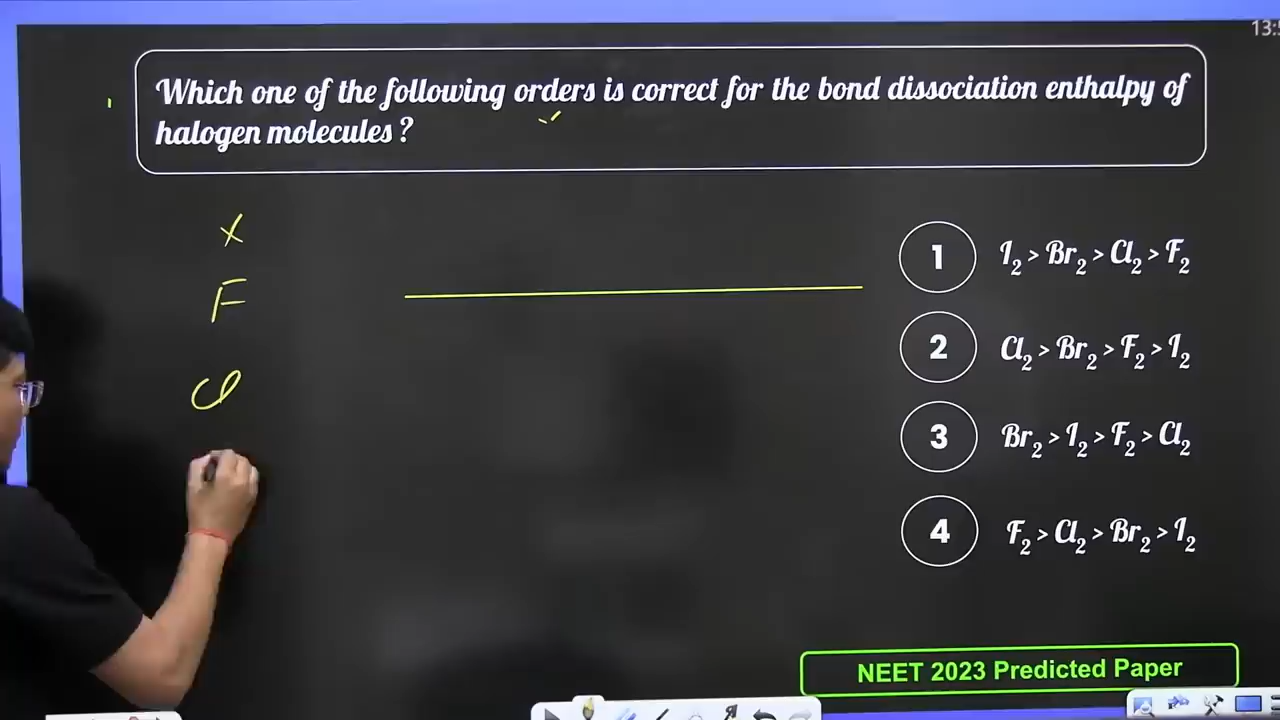 13:5
Which one of the following orders is correct for the bond dissociation enthalpy of
halogen molecules ?
X
F
Cl
1 I₂ > Br₂ > Cl₂ > F₂
2 Cl₂ > Br₂ > F₂ > I₂
3 Br₂ > I₂ > F₂ > Cl₂
4 F₂ > Cl₂ > Br₂ > I₂
NEET 2023 Predicted Paper